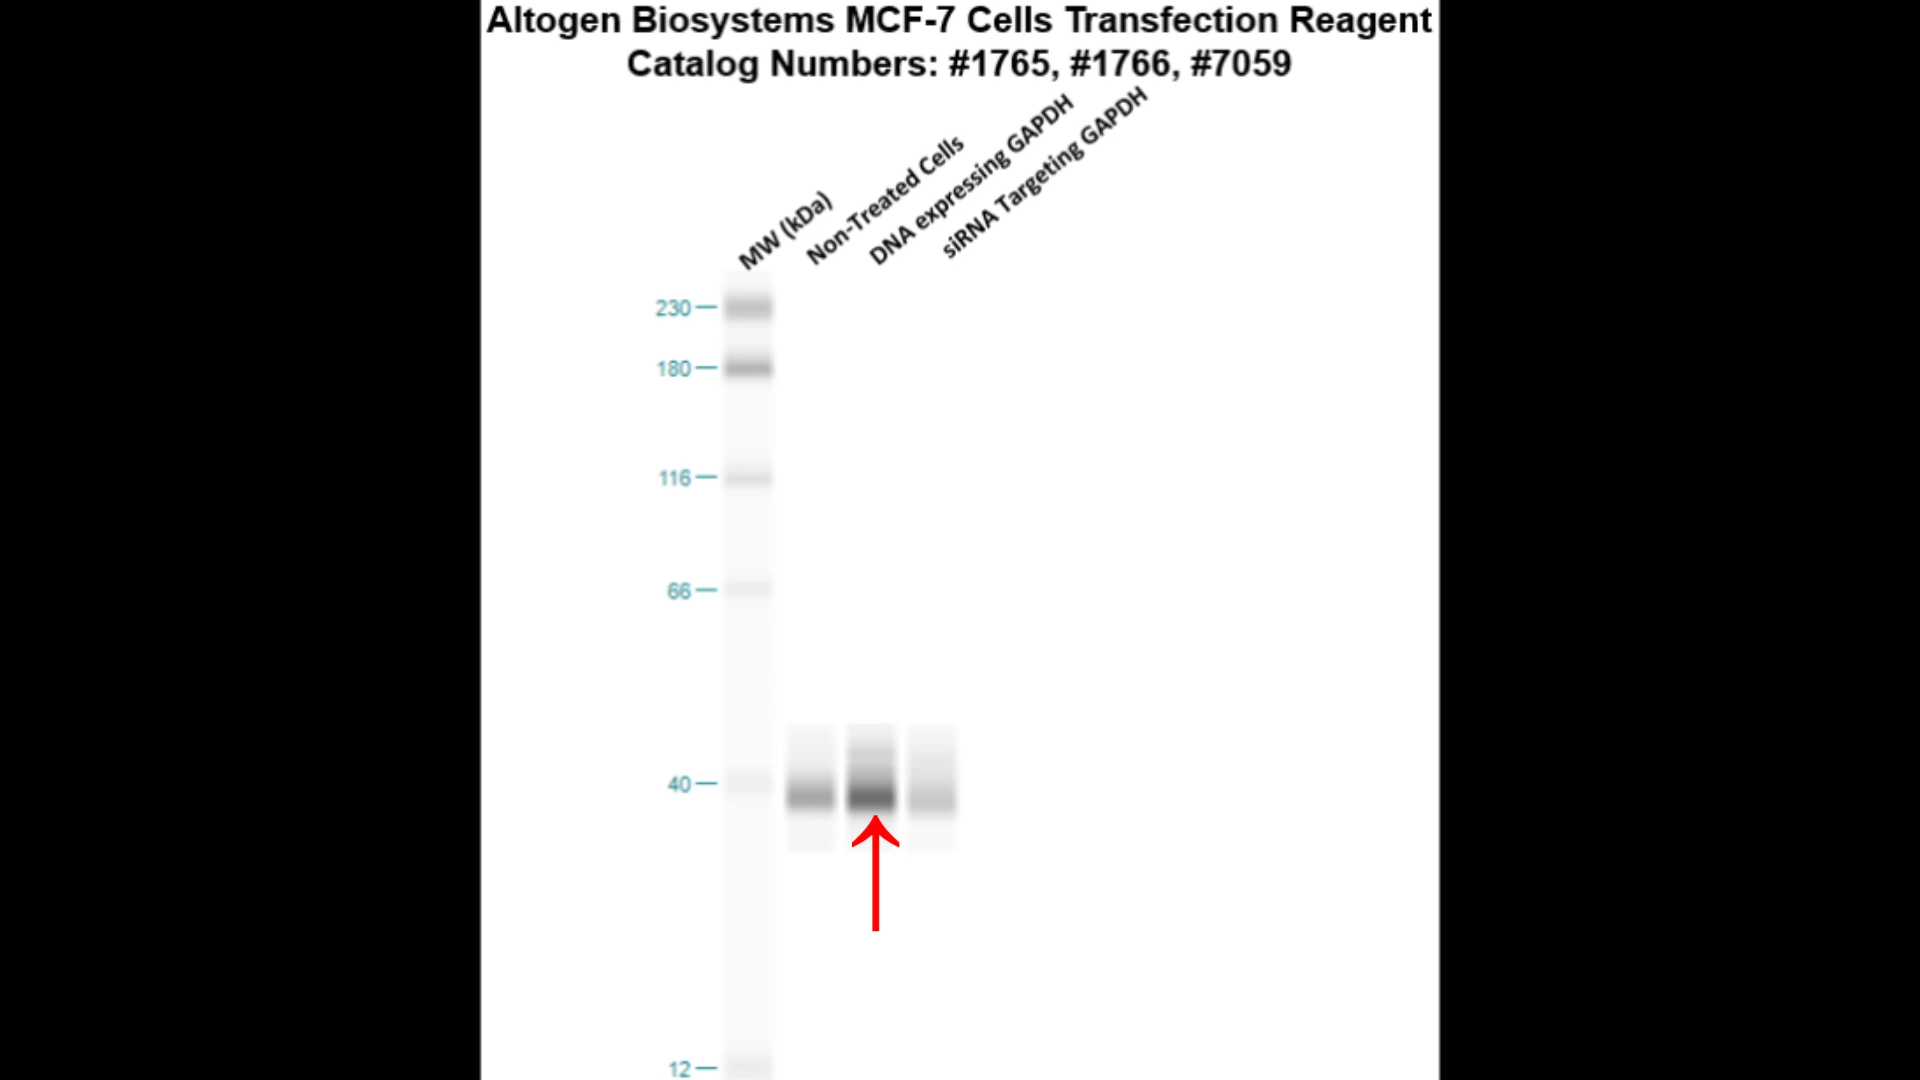 Altogen Biosystems MCF-7 Cells Transfection Reagent
Catalog Numbers: #1765, #1766, #7059
MW (kDa)
Non-Treated Cells
DNA expressing GAPDH
siRNA Targeting GAPDH
230
180
116
66
40
12